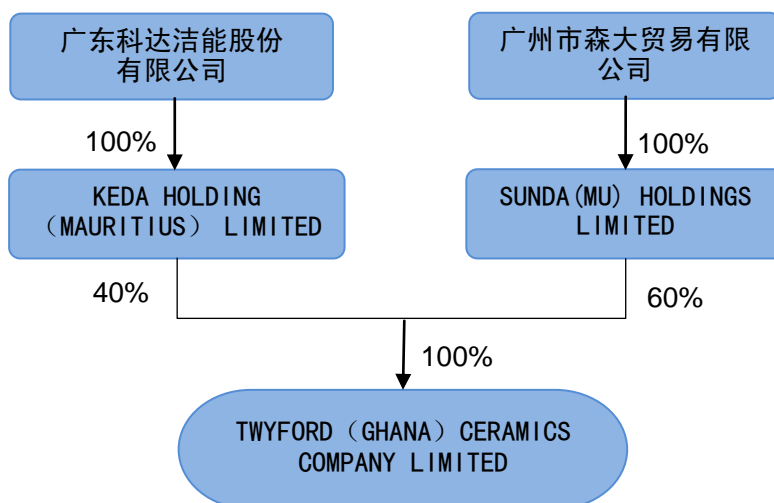 广东科达洁能股份
有限公司
广州市森大贸易有限
公司
100%
100%
KEDA HOLDING
（MAURITIUS） LIMITED
SUNDA(MU) HOLDINGS
LIMITED
40%
60%
100%
TWYFORD（GHANA）CERAMICS
COMPANY LIMITED